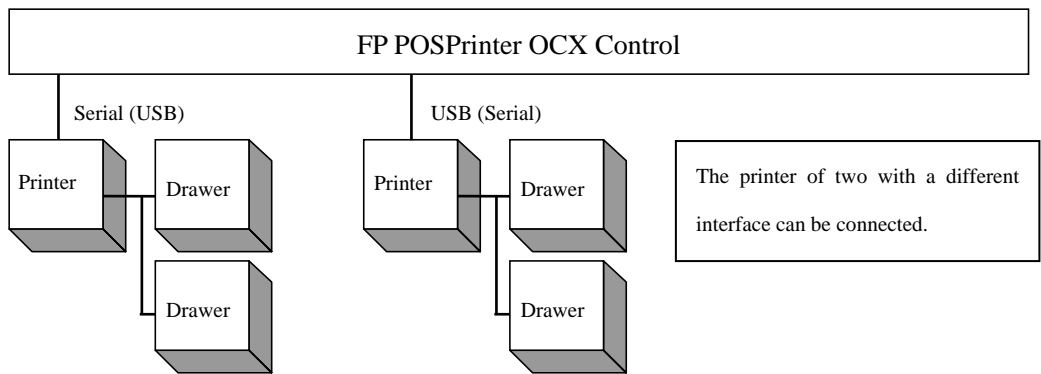 FP POSPrinter OCX Control
Serial (USB)
USB (Serial)
Printer
Drawer
Printer
Drawer
The printer of two with a different
interface can be connected.
Drawer
Drawer